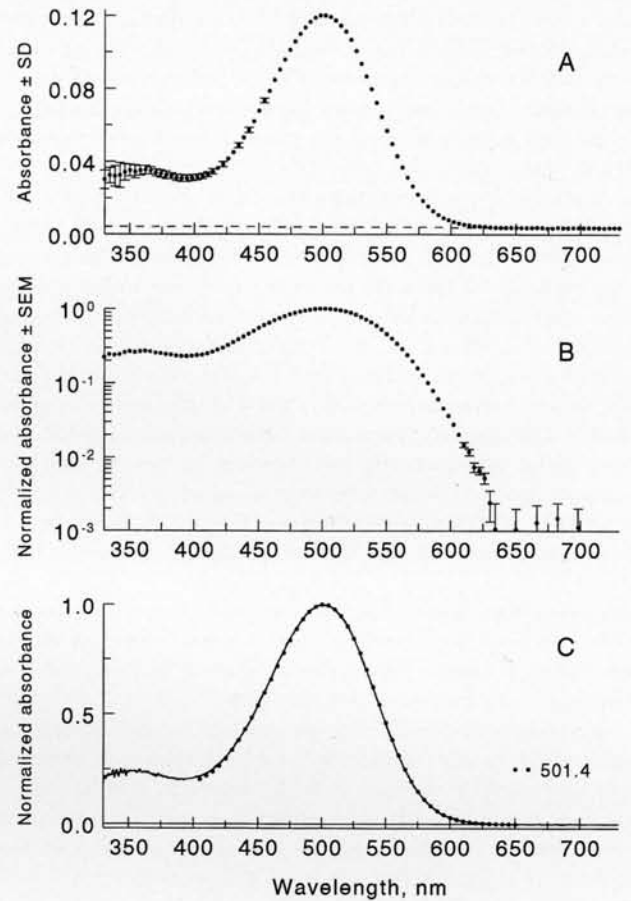 Absorbance ± SD
0.12
0.08
0.04
0.00
A
350 400 450 500 550 600 650 700
Normalized absorbance ± SEM
10⁰
10⁻¹
10⁻²
10⁻³
B
350 400 450 500 550 600 650 700
Normalized absorbance
1.0
0.5
0.0
C
501.4
350 400 450 500 550 600 650 700
Wavelength, nm